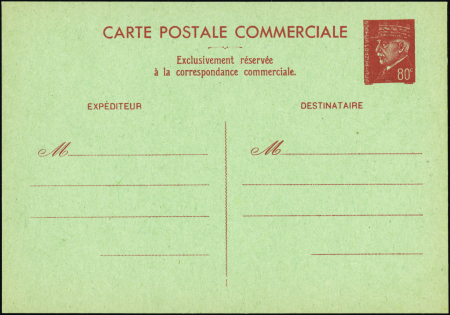 CARTE POSTALE COMMERCIALE
Exclusivement réservée
à la correspondance commerciale.
80c
EXPÉDITEUR
DESTINATAIRE
M
M